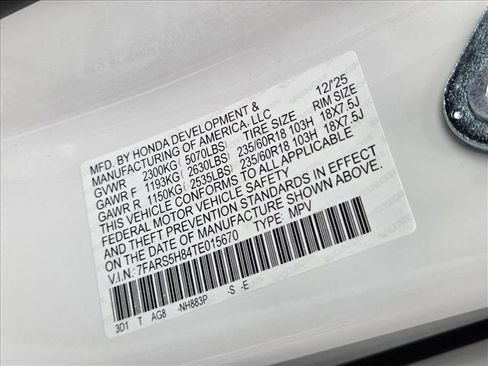 MFD. BY HONDA DEVELOPMENT &
MANUFACTURING OF AMERICA, LLC 12/'25
GVWR 2300KG 5070LBS TIRE SIZE RIM SIZE
GAWR F 1193KG 2630LBS 235/60R18 103H 18X7.5J
GAWR R 1150KG 2535LBS 235/60R18 103H 18X7.5J
THIS VEHICLE CONFORMS TO ALL APPLICABLE
FEDERAL MOTOR VEHICLE SAFETY
AND THEFT PREVENTION STANDARDS IN EFFECT
ON THE DATE OF MANUFACTURE SHOWN ABOVE.
V.I.N: 7FARS5H84TE015670 TYPE: MPV
3D1 T AG8 -NH883P -S -E